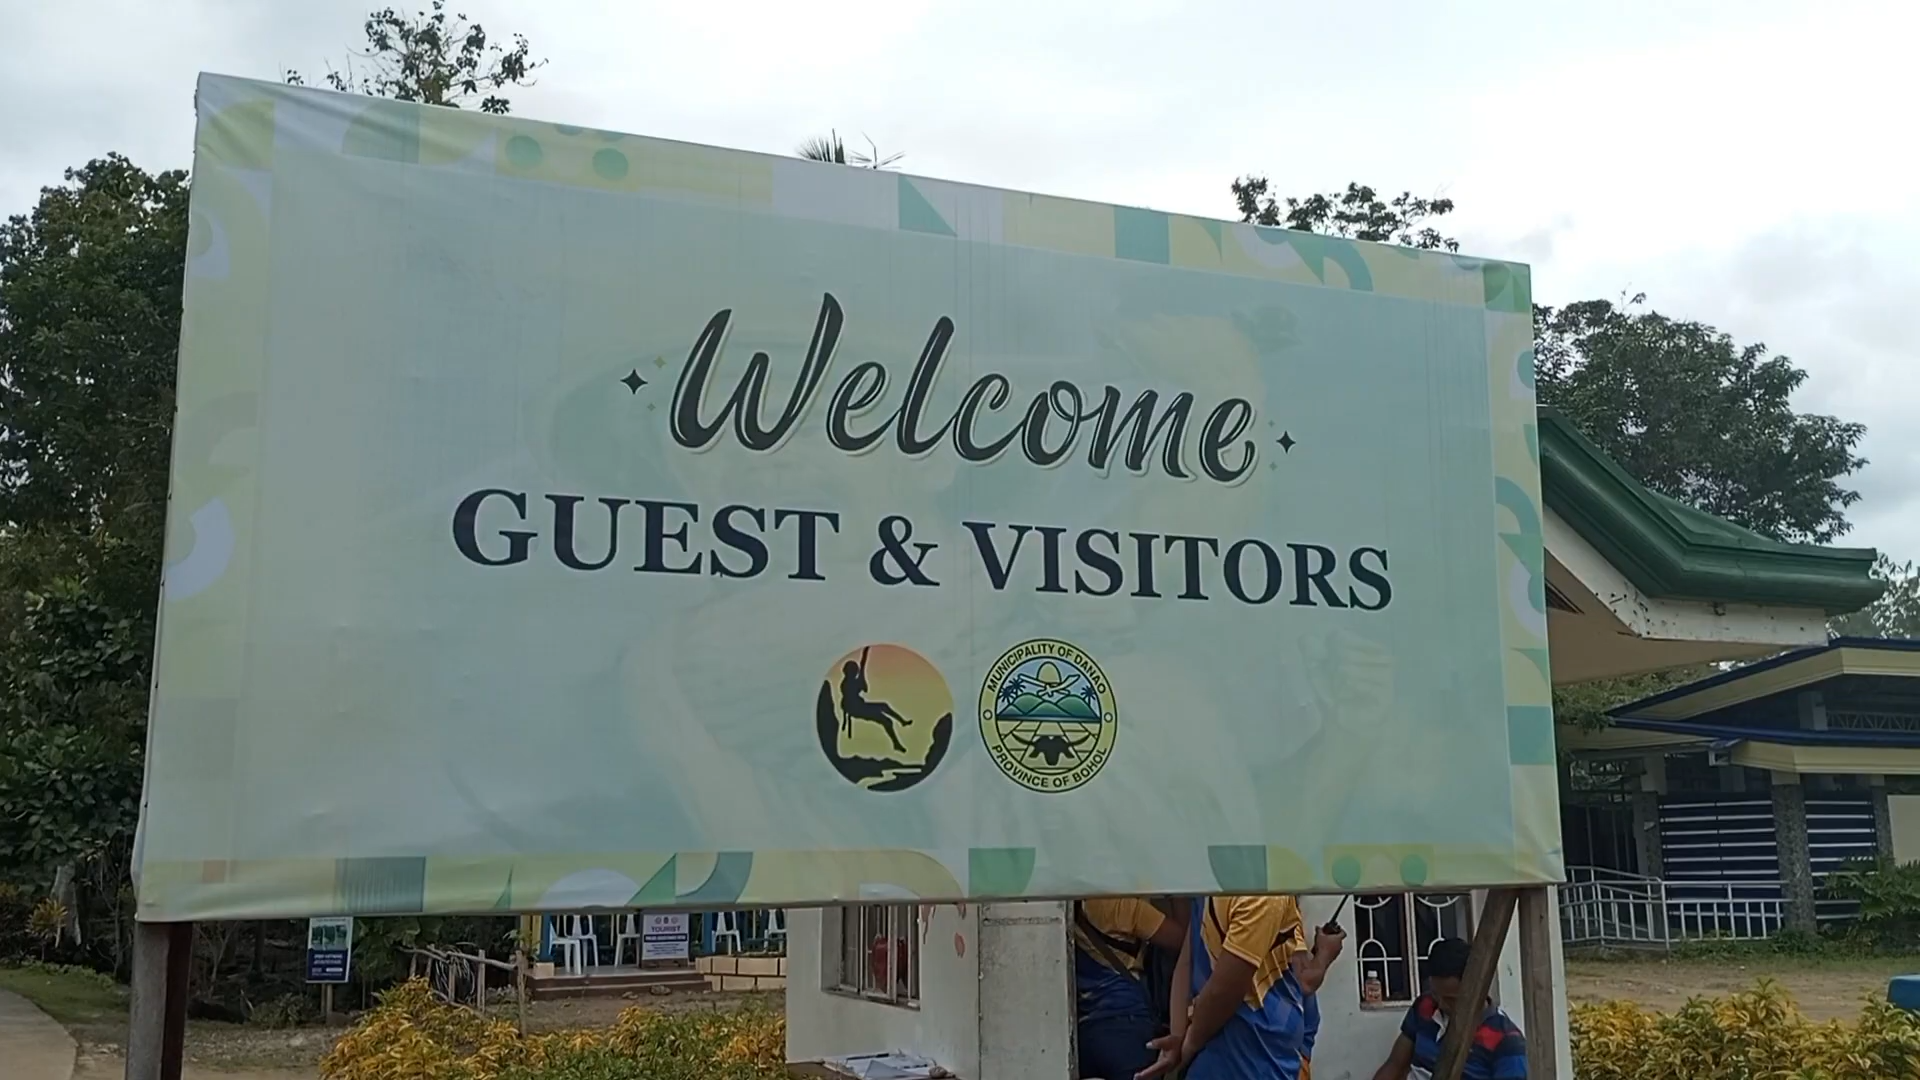 Welcome
GUEST & VISITORS
MUNICIPALITY OF DANAO
PROVINCE OF BOHOL
TOURIST